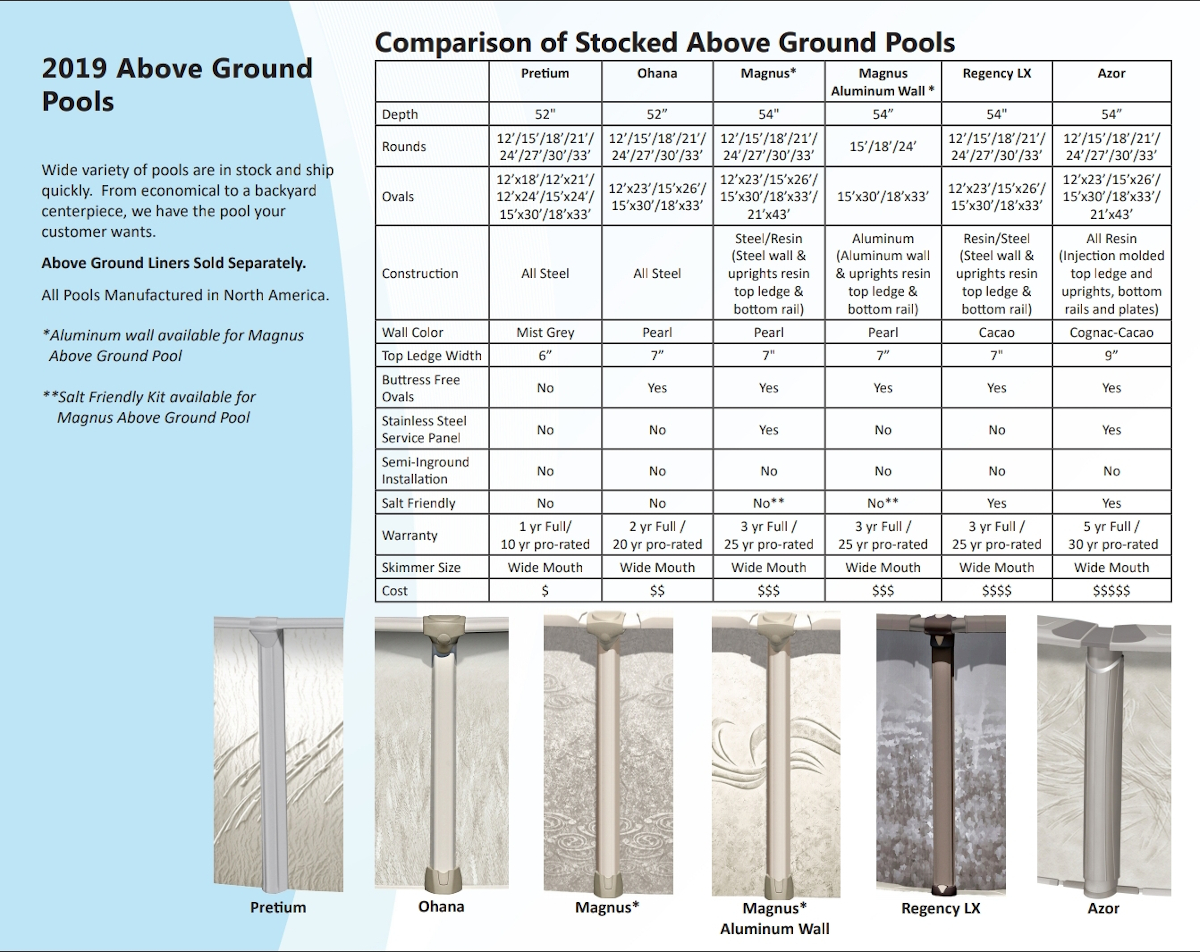 2019 Above Ground
Pools
Wide variety of pools are in stock and ship
quickly.  From economical to a backyard
centerpiece, we have the pool your
customer wants.
Above Ground Liners Sold Separately.
All Pools Manufactured in North America.
*Aluminum wall available for Magnus
Above Ground Pool
**Salt Friendly Kit available for
Magnus Above Ground Pool
Comparison of Stocked Above Ground Pools
Pretium Ohana Magnus* Magnus Regency LX Azor
Aluminum Wall *
Depth 52" 52” 54" 54” 54" 54”
12’/15’/18’/21’/ 12’/15’/18’/21’/ 12’/15’/18’/21’/ 12’/15’/18’/21’/ 12’/15’/18’/21’/
Rounds 15’/18’/24’
24’/27’/30’/33’ 24’/27’/30’/33’ 24’/27’/30’/33’ 24’/27’/30’/33’ 24’/27’/30’/33’
12’x18’/12’x21’/ 12’x23’/15’x26’/ 12’x23’/15’x26’/
Ovals 12’x24’/15’x24’/ 12’x23’/15’x26’/ 15’x30’/18’x33’/ 15’x30’/18’x33’ 12’x23’/15’x26’/ 15’x30’/18’x33’/
15’x30’/18’x33’ 15’x30’/18’x33’ 21’x43’ 15’x30’/18’x33’ 21’x43’
Steel/Resin Aluminum Resin/Steel All Resin
(Steel wall & (Aluminum wall (Steel wall & (Injection molded
Construction All Steel All Steel uprights resin & uprights resin uprights resin top ledge and
top ledge & top ledge & top ledge & uprights, bottom
bottom rail) bottom rail) bottom rail) rails and plates)
Wall Color Mist Grey Pearl Pearl Pearl Cacao Cognac-Cacao
Top Ledge Width 6” 7” 7" 7” 7" 9”
Buttress Free
Ovals No Yes Yes Yes Yes Yes
Stainless Steel
Service Panel No No Yes No No Yes
Semi-Inground
Installation No No No No No No
Salt Friendly No No No** No** Yes Yes
1 yr Full/ 2 yr Full / 3 yr Full / 3 yr Full / 3 yr Full / 5 yr Full /
Warranty
10 yr pro-rated 20 yr pro-rated 25 yr pro-rated 25 yr pro-rated 25 yr pro-rated 30 yr pro-rated
Skimmer Size Wide Mouth Wide Mouth Wide Mouth Wide Mouth Wide Mouth Wide Mouth
Cost $ $$ $$$ $$$ $$$$ $$$$$
Pretium Ohana Magnus* Magnus* Regency LX Azor
Aluminum Wall